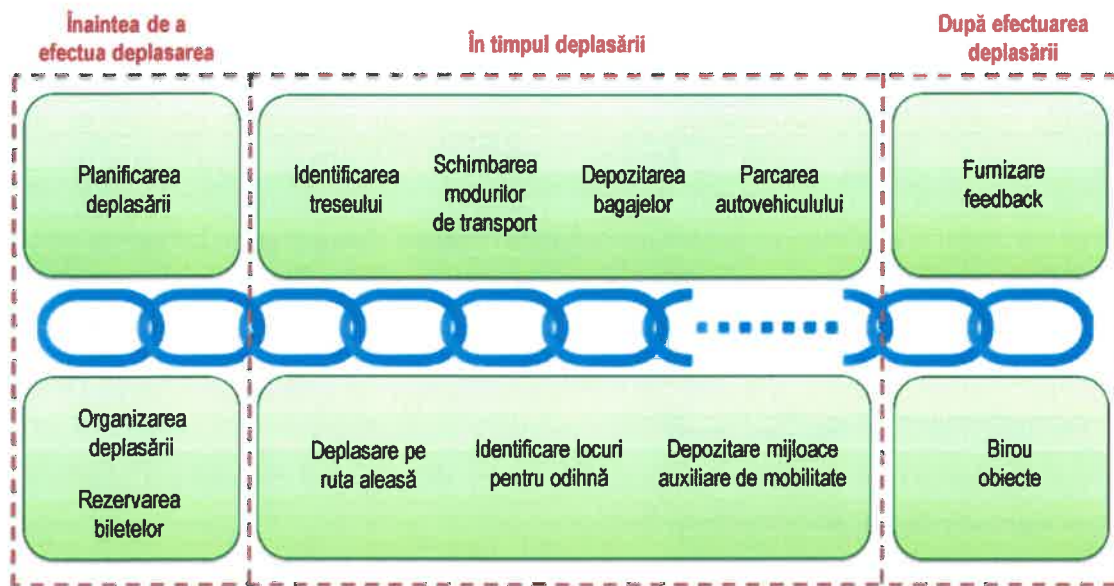 Înaintea de a
efectua deplasarea
În timpul deplasării
După efectuarea
deplasării
Planificarea
deplasării
Identificarea
treseului
Schimbarea
modurilor
de transport
Depozitarea
bagajelor
Parcarea
autovehiculului
Furnizare
feedback
Organizarea
deplasării
Rezervarea
biletelor
Deplasare pe
ruta aleasă
Identificare locuri
pentru odihnă
Depozitare mijloace
auxiliare de mobilitate
Birou
obiecte